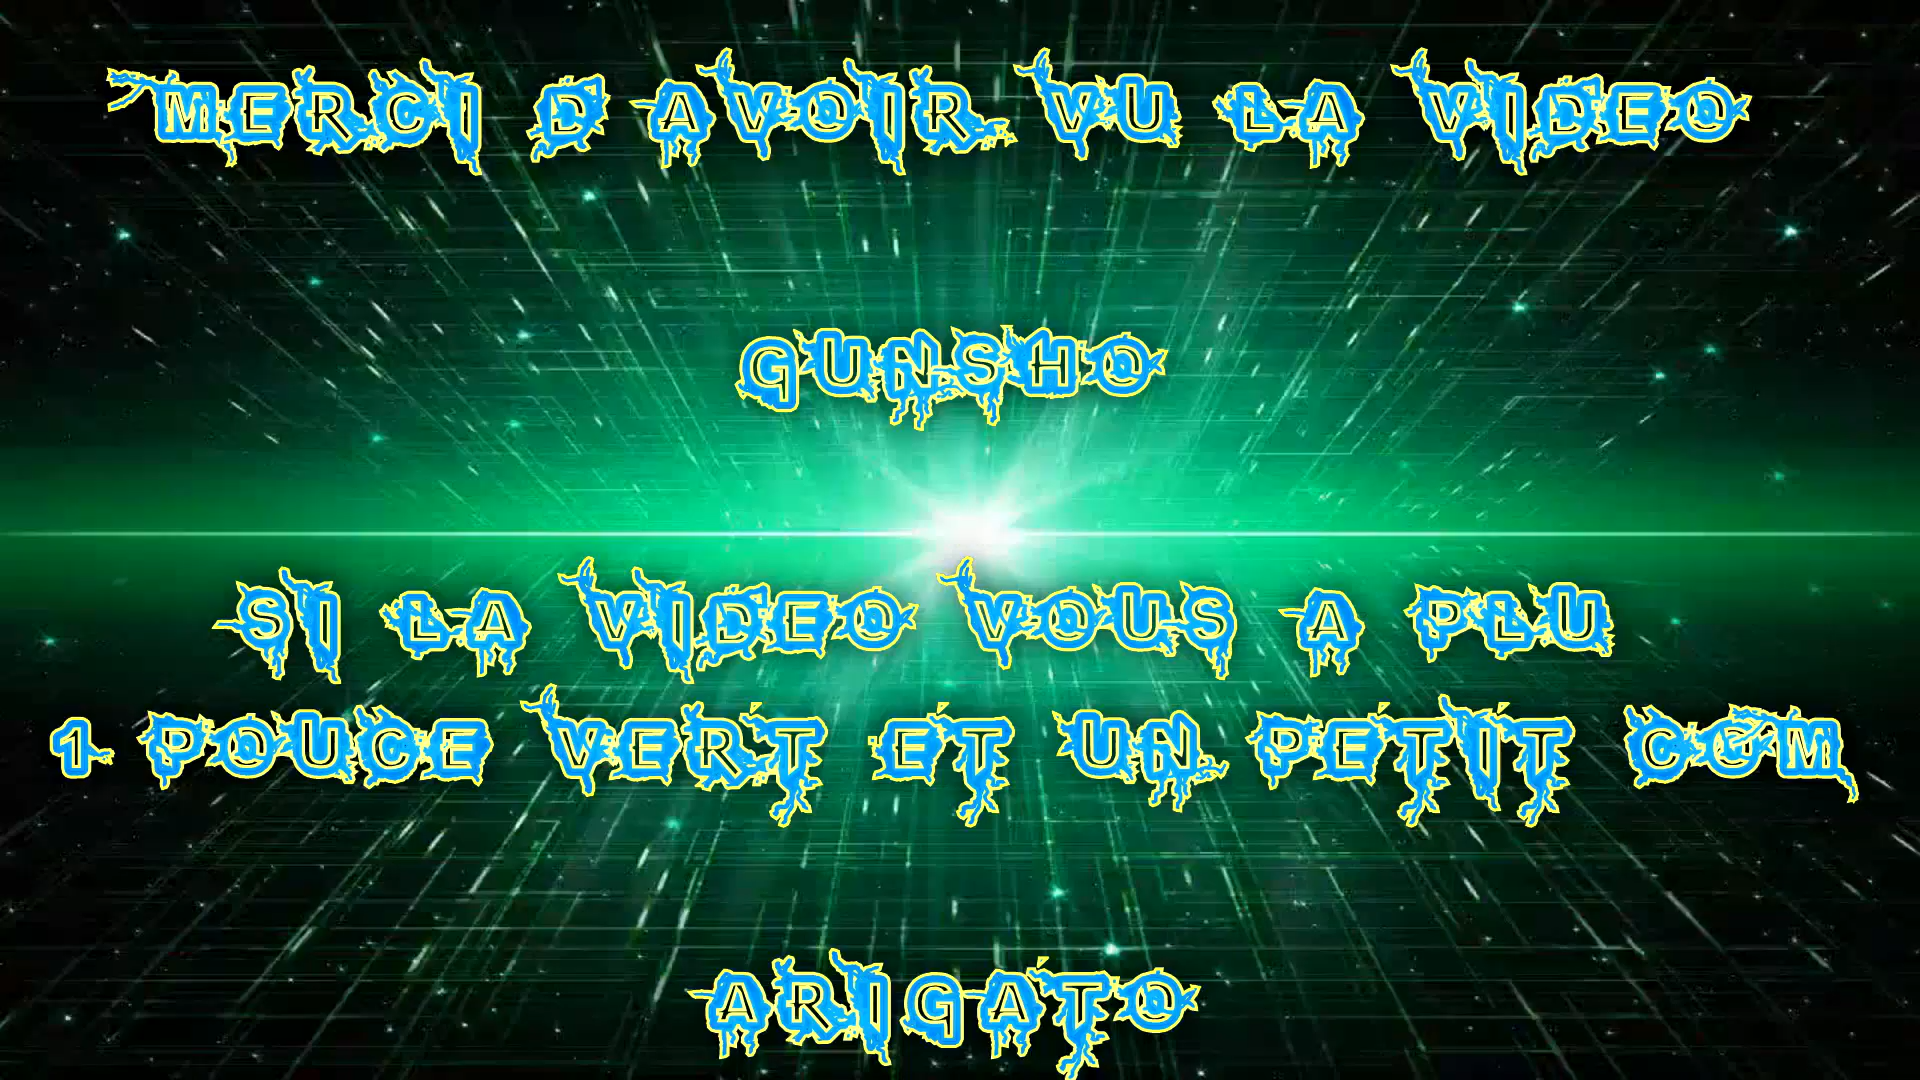 MERCI D AVOIR VU LA VIDEO
GUNSHO
SI LA VIDEO VOUS A PLU
1 POUCE VERT ET UN PETIT COM
ARIGATO